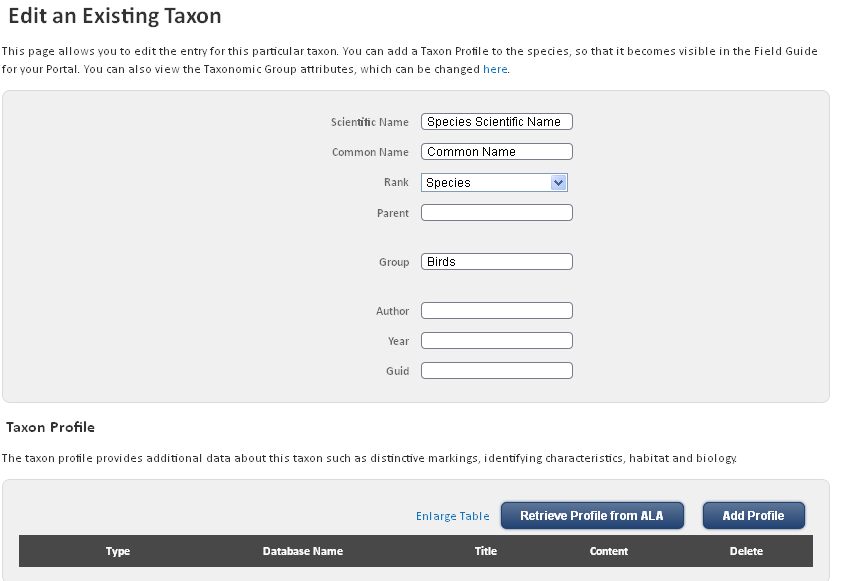 Edit an Existing Taxon
This page allows you to edit the entry for this particular taxon. You can add a Taxon Profile to the species, so that it becomes visible in the Field Guide
for your Portal. You can also view the Taxonomic Group attributes, which can be changed here.
Scientific Name Species Scientific Name
Common Name Common Name
Rank Species
Parent
Group Birds
Author
Year
Guid
Taxon Profile
The taxon profile provides additional data about this taxon such as distinctive markings, identifying characteristics, habitat and biology.
Enlarge Table Retrieve Profile from ALA Add Profile
Type Database Name Title Content Delete